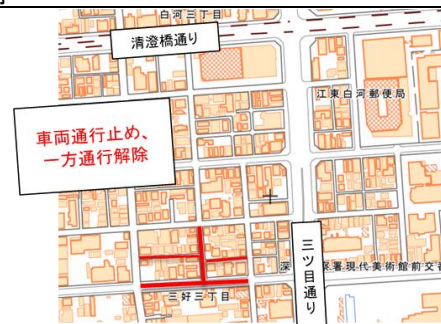 白河三丁目
清澄橋通り
江東白河郵便局
車両通行止め、
一方通行解除
三ツ目通り
深
察署現代美術館前交
三好三丁目